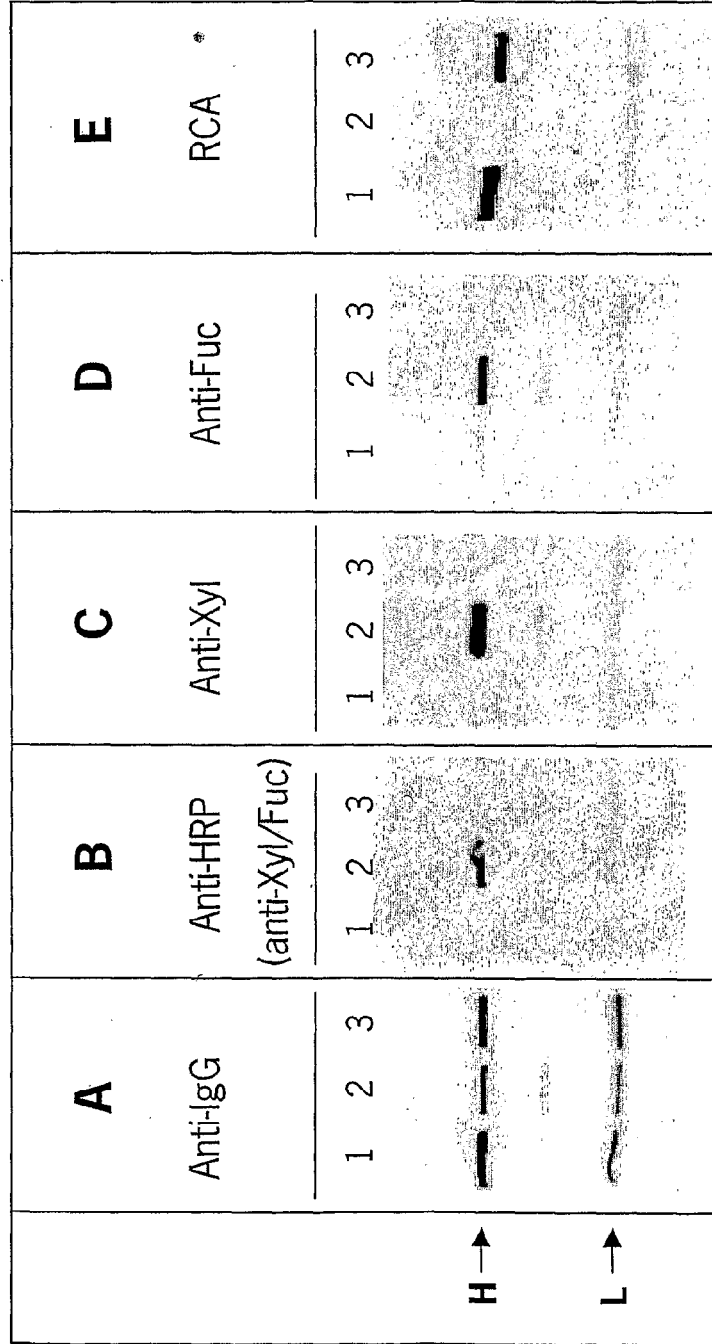 A B C D E
Anti-IgG Anti-HRP Anti-Xyl Anti-Fuc RCA
(anti-Xyl/Fuc)
1 2 3 1 2 3 1 2 3 1 2 3 1 2 3
H →
L →